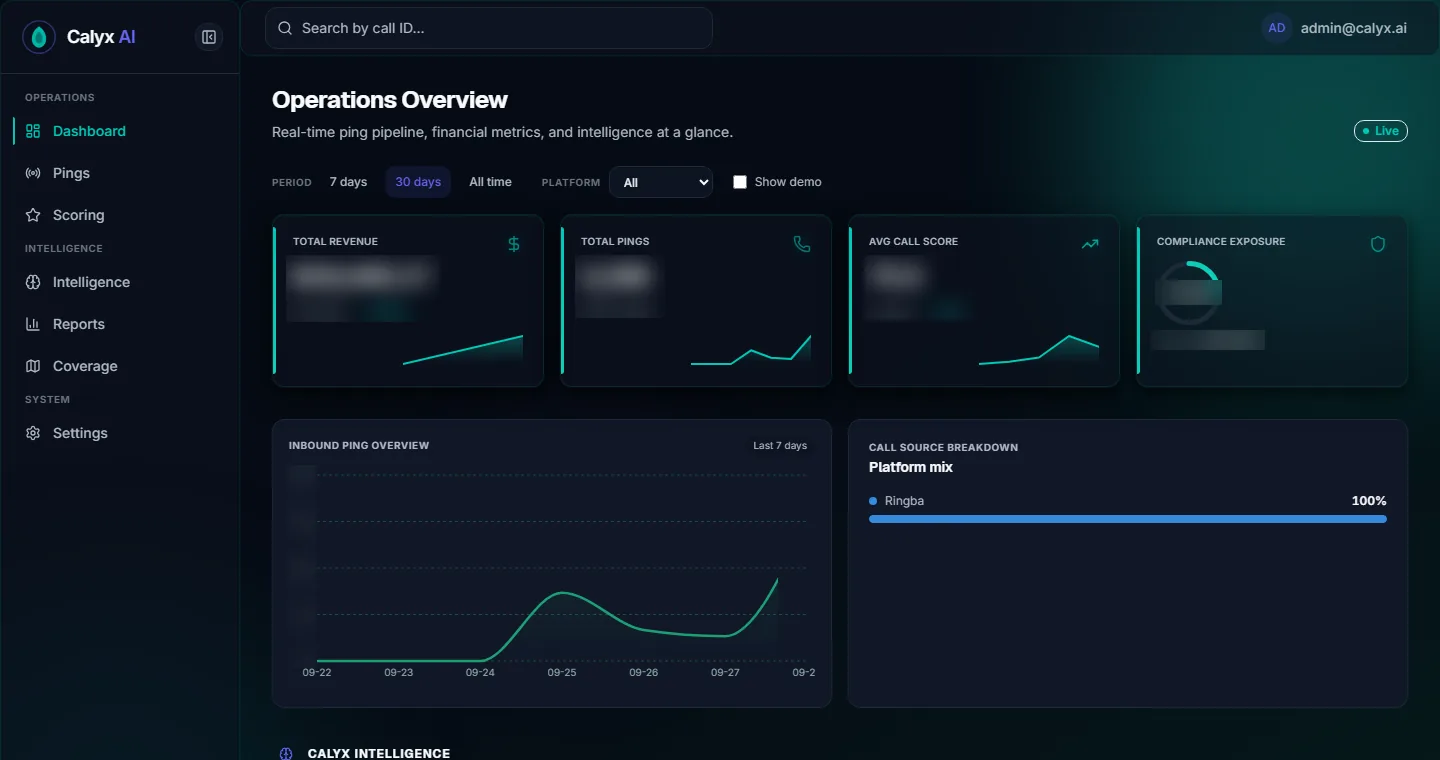 Calyx AI
Search by call ID...
AD admin@calyx.ai
OPERATIONS
Dashboard
Pings
Scoring
INTELLIGENCE
Intelligence
Reports
Coverage
SYSTEM
Settings
Operations Overview
Real-time ping pipeline, financial metrics, and intelligence at a glance.
Live
PERIOD 7 days 30 days All time PLATFORM All Show demo
TOTAL REVENUE
TOTAL PINGS
AVG CALL SCORE
COMPLIANCE EXPOSURE
INBOUND PING OVERVIEW Last 7 days
09-22 09-23 09-24 09-25 09-26 09-27 09-2
CALL SOURCE BREAKDOWN
Platform mix
Ringba 100%
CALYX INTELLIGENCE